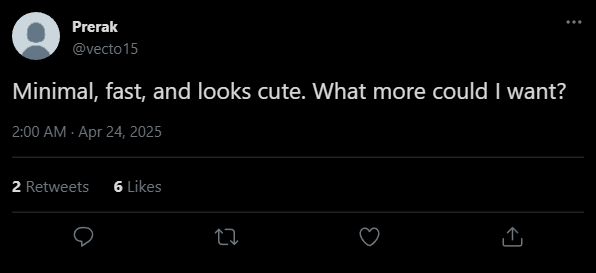 Prerak
@vecto15
Minimal, fast, and looks cute. What more could I want?
2:00 AM · Apr 24, 2025
2 Retweets 6 Likes